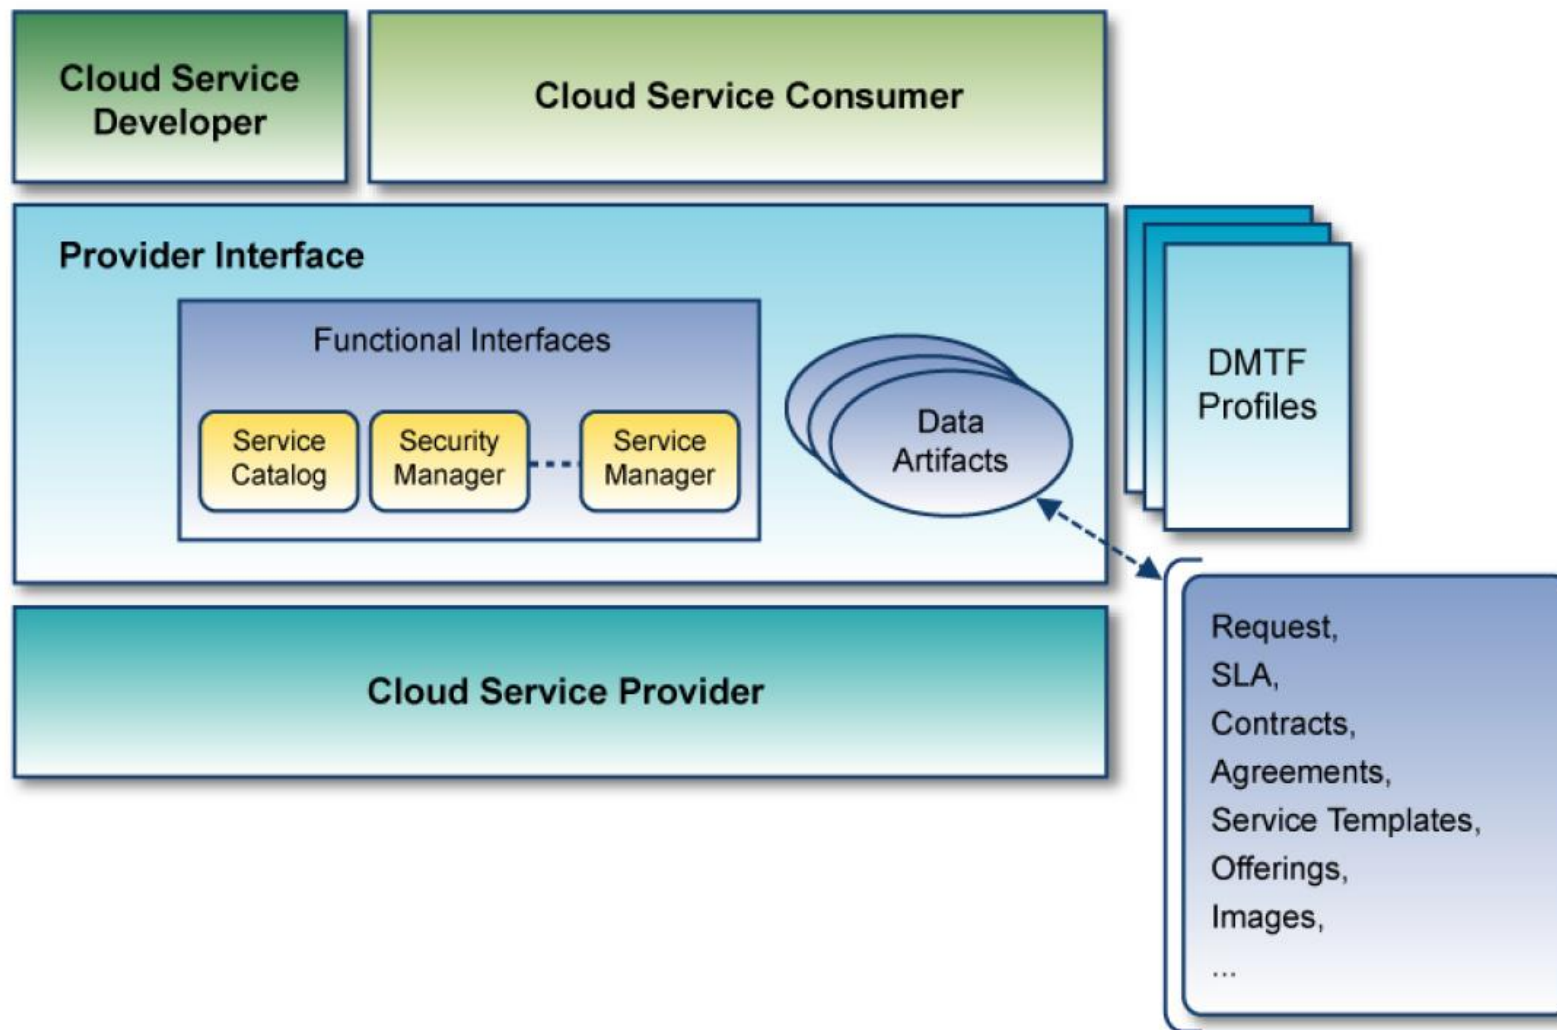 Cloud Service
Developer
Cloud Service Consumer
Provider Interface
Functional Interfaces
Service
Catalog
Security
Manager
Service
Manager
Data
Artifacts
DMTF
Profiles
Cloud Service Provider
Request,
SLA,
Contracts,
Agreements,
Service Templates,
Offerings,
Images,
...